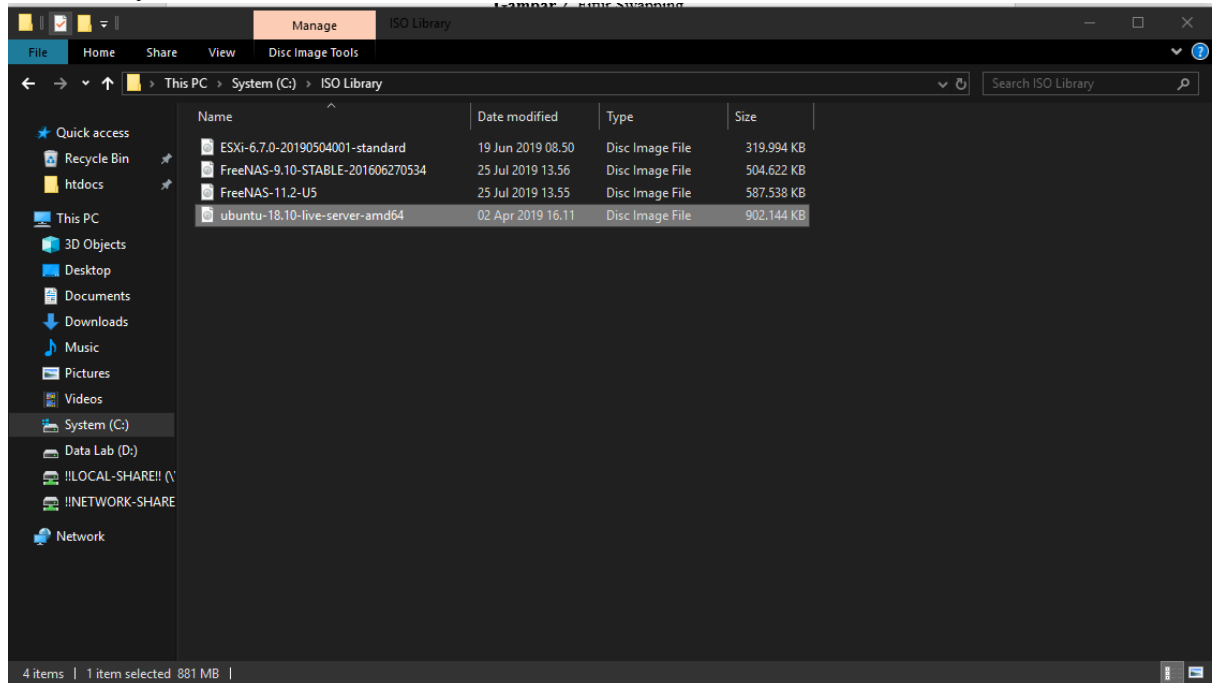 Gambar 7. Fitur Swapping
Manage ISO Library
File Home Share View Disc Image Tools
This PC > System (C:) > ISO Library Search ISO Library
Name Date modified Type Size
Quick access
Recycle Bin
htdocs
This PC
3D Objects
Desktop
Documents
Downloads
Music
Pictures
Videos
System (C:)
Data Lab (D:)
!!LOCAL-SHARE!! (\
!!NETWORK-SHARE
Network
ESXi-6.7.0-20190504001-standard 19 Jun 2019 08.50 Disc Image File 319.994 KB
FreeNAS-9.10-STABLE-201606270534 25 Jul 2019 13.56 Disc Image File 504.622 KB
FreeNAS-11.2-U5 25 Jul 2019 13.55 Disc Image File 587.538 KB
ubuntu-18.10-live-server-amd64 02 Apr 2019 16.11 Disc Image File 902.144 KB
4 items | 1 item selected 881 MB |